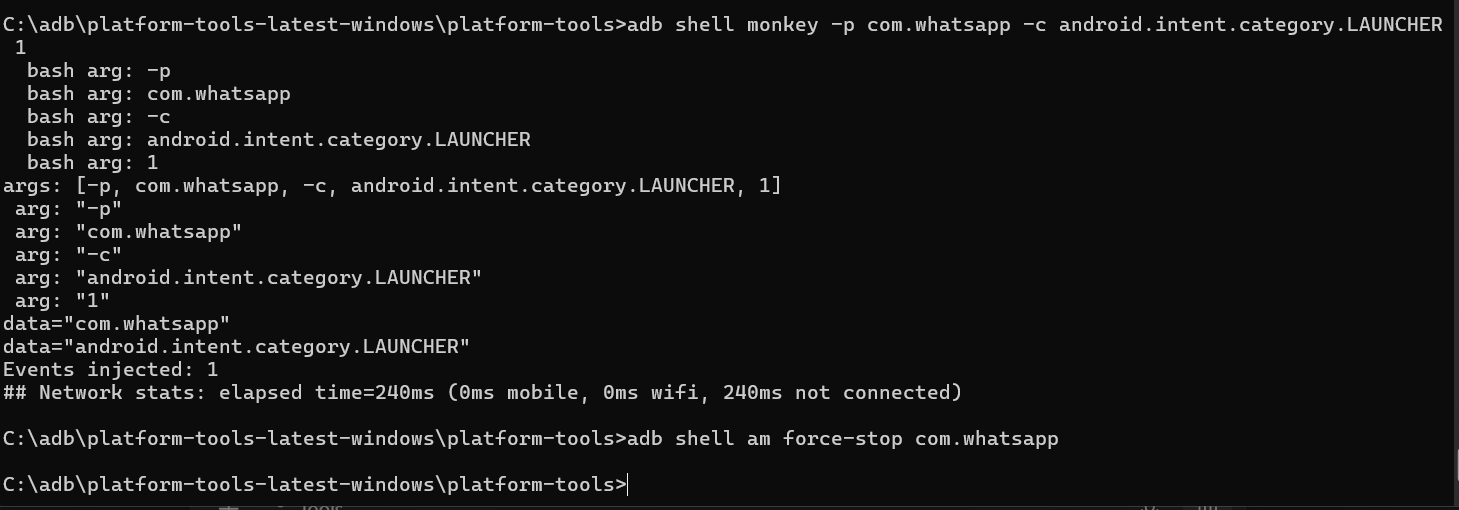 C:\adb\platform-tools-latest-windows\platform-tools>adb shell monkey -p com.whatsapp -c android.intent.category.LAUNCHER
 1
  bash arg: -p
  bash arg: com.whatsapp
  bash arg: -c
  bash arg: android.intent.category.LAUNCHER
  bash arg: 1
args: [-p, com.whatsapp, -c, android.intent.category.LAUNCHER, 1]
 arg: "-p"
 arg: "com.whatsapp"
 arg: "-c"
 arg: "android.intent.category.LAUNCHER"
 arg: "1"
data="com.whatsapp"
data="android.intent.category.LAUNCHER"
Events injected: 1
## Network stats: elapsed time=240ms (0ms mobile, 0ms wifi, 240ms not connected)
C:\adb\platform-tools-latest-windows\platform-tools>adb shell am force-stop com.whatsapp
C:\adb\platform-tools-latest-windows\platform-tools>